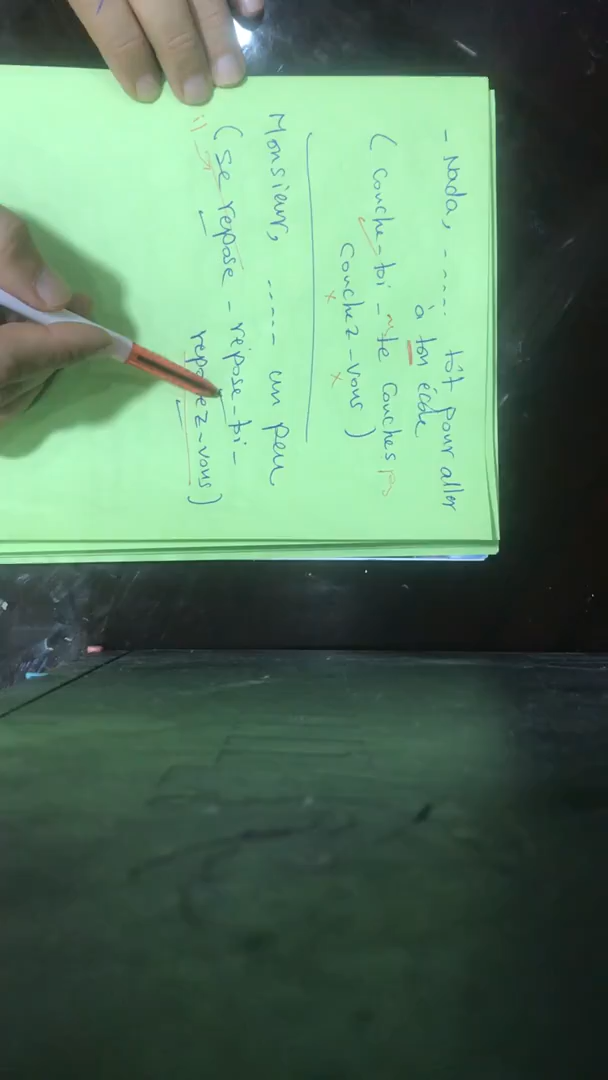 - Nada, ...... tôt pour aller
à ton école
( Couche-toi - te couches
Couchez-vous )
Monsieur, ...... un peu
( se repose - repose-toi -
reposez-vous )
il